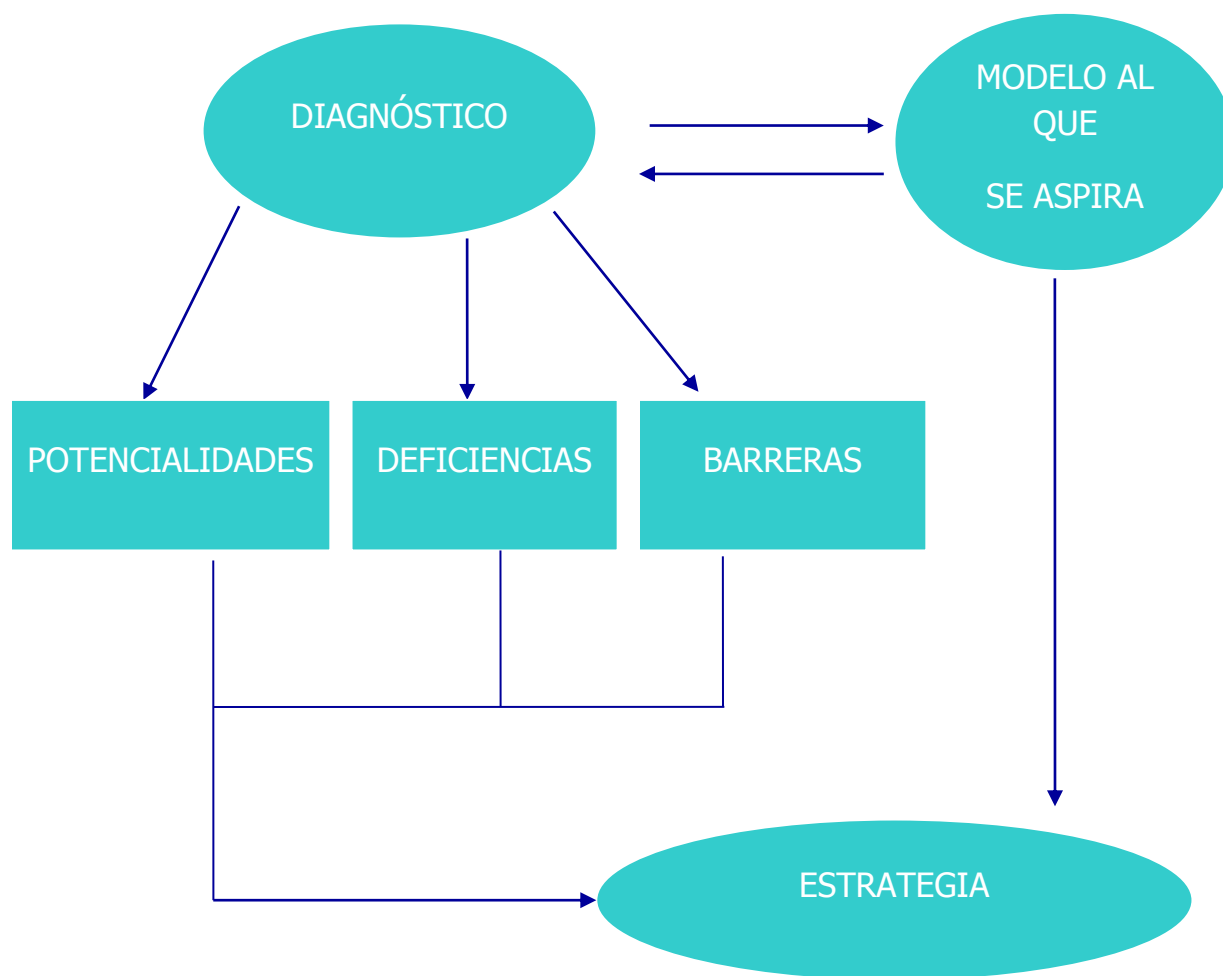 DIAGNÓSTICO
MODELO AL
QUE
SE ASPIRA
POTENCIALIDADES
DEFICIENCIAS
BARRERAS
ESTRATEGIA